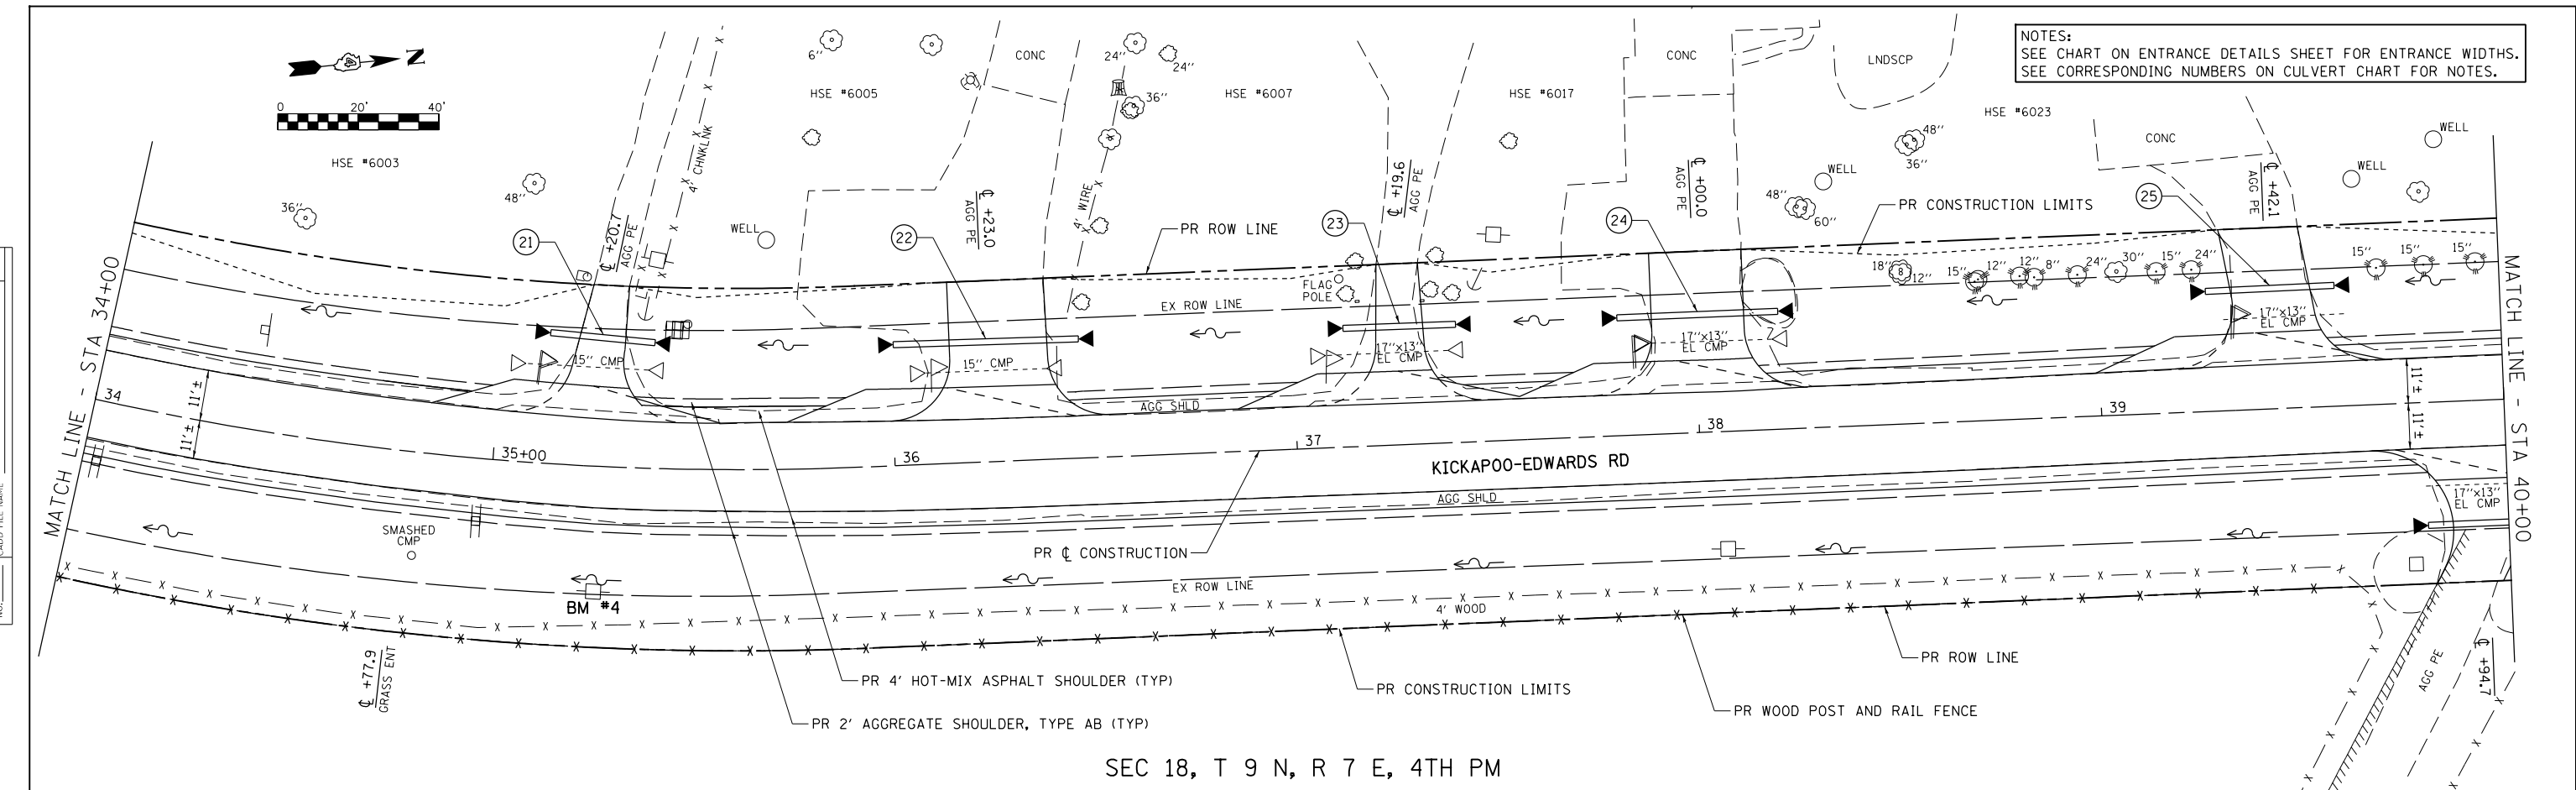 NOTES:
SEE CHART ON ENTRANCE DETAILS SHEET FOR ENTRANCE WIDTHS.
SEE CORRESPONDING NUMBERS ON CULVERT CHART FOR NOTES.
N
0 20' 40'
HSE #6003
HSE #6005
HSE #6007
HSE #6017
HSE #6023
CONC
CONC
CONC
LNDSCP
6"
24"
24"
36"
48"
36"
4' CHNKLNK
4' WIRE
48"
36"
48"
60"
WELL
WELL
WELL
WELL
36"
48"
21
22
23
24
25
℄ +20.7
AGG PE
℄ +23.0
AGG PE
℄ +19.6
AGG PE
℄ +00.0
AGG PE
℄ +42.1
AGG PE
PR ROW LINE
PR CONSTRUCTION LIMITS
FLAG
POLE
EX ROW LINE
18"
12"
15"
12"
12"
8"
24"
30"
15"
24"
15"
15"
15"
15" CMP
15" CMP
17"x13"
EL CMP
17"x13"
EL CMP
17"x13"
EL CMP
MATCH LINE - STA 34+00
MATCH LINE - STA 40+00
11'±
11'±
11'±
11'±
AGG SHLD
34
35+00
36
37
38
39
KICKAPOO-EDWARDS RD
AGG SHLD
17"x13"
EL CMP
SMASHED
CMP
PR ℄ CONSTRUCTION
EX ROW LINE
BM #4
4' WOOD
℄ +77.9
GRASS ENT
PR 4' HOT-MIX ASPHALT SHOULDER (TYP)
PR 2' AGGREGATE SHOULDER, TYPE AB (TYP)
PR CONSTRUCTION LIMITS
PR WOOD POST AND RAIL FENCE
PR ROW LINE
AGG PE
℄ +94.7
SEC 18, T 9 N, R 7 E, 4TH PM